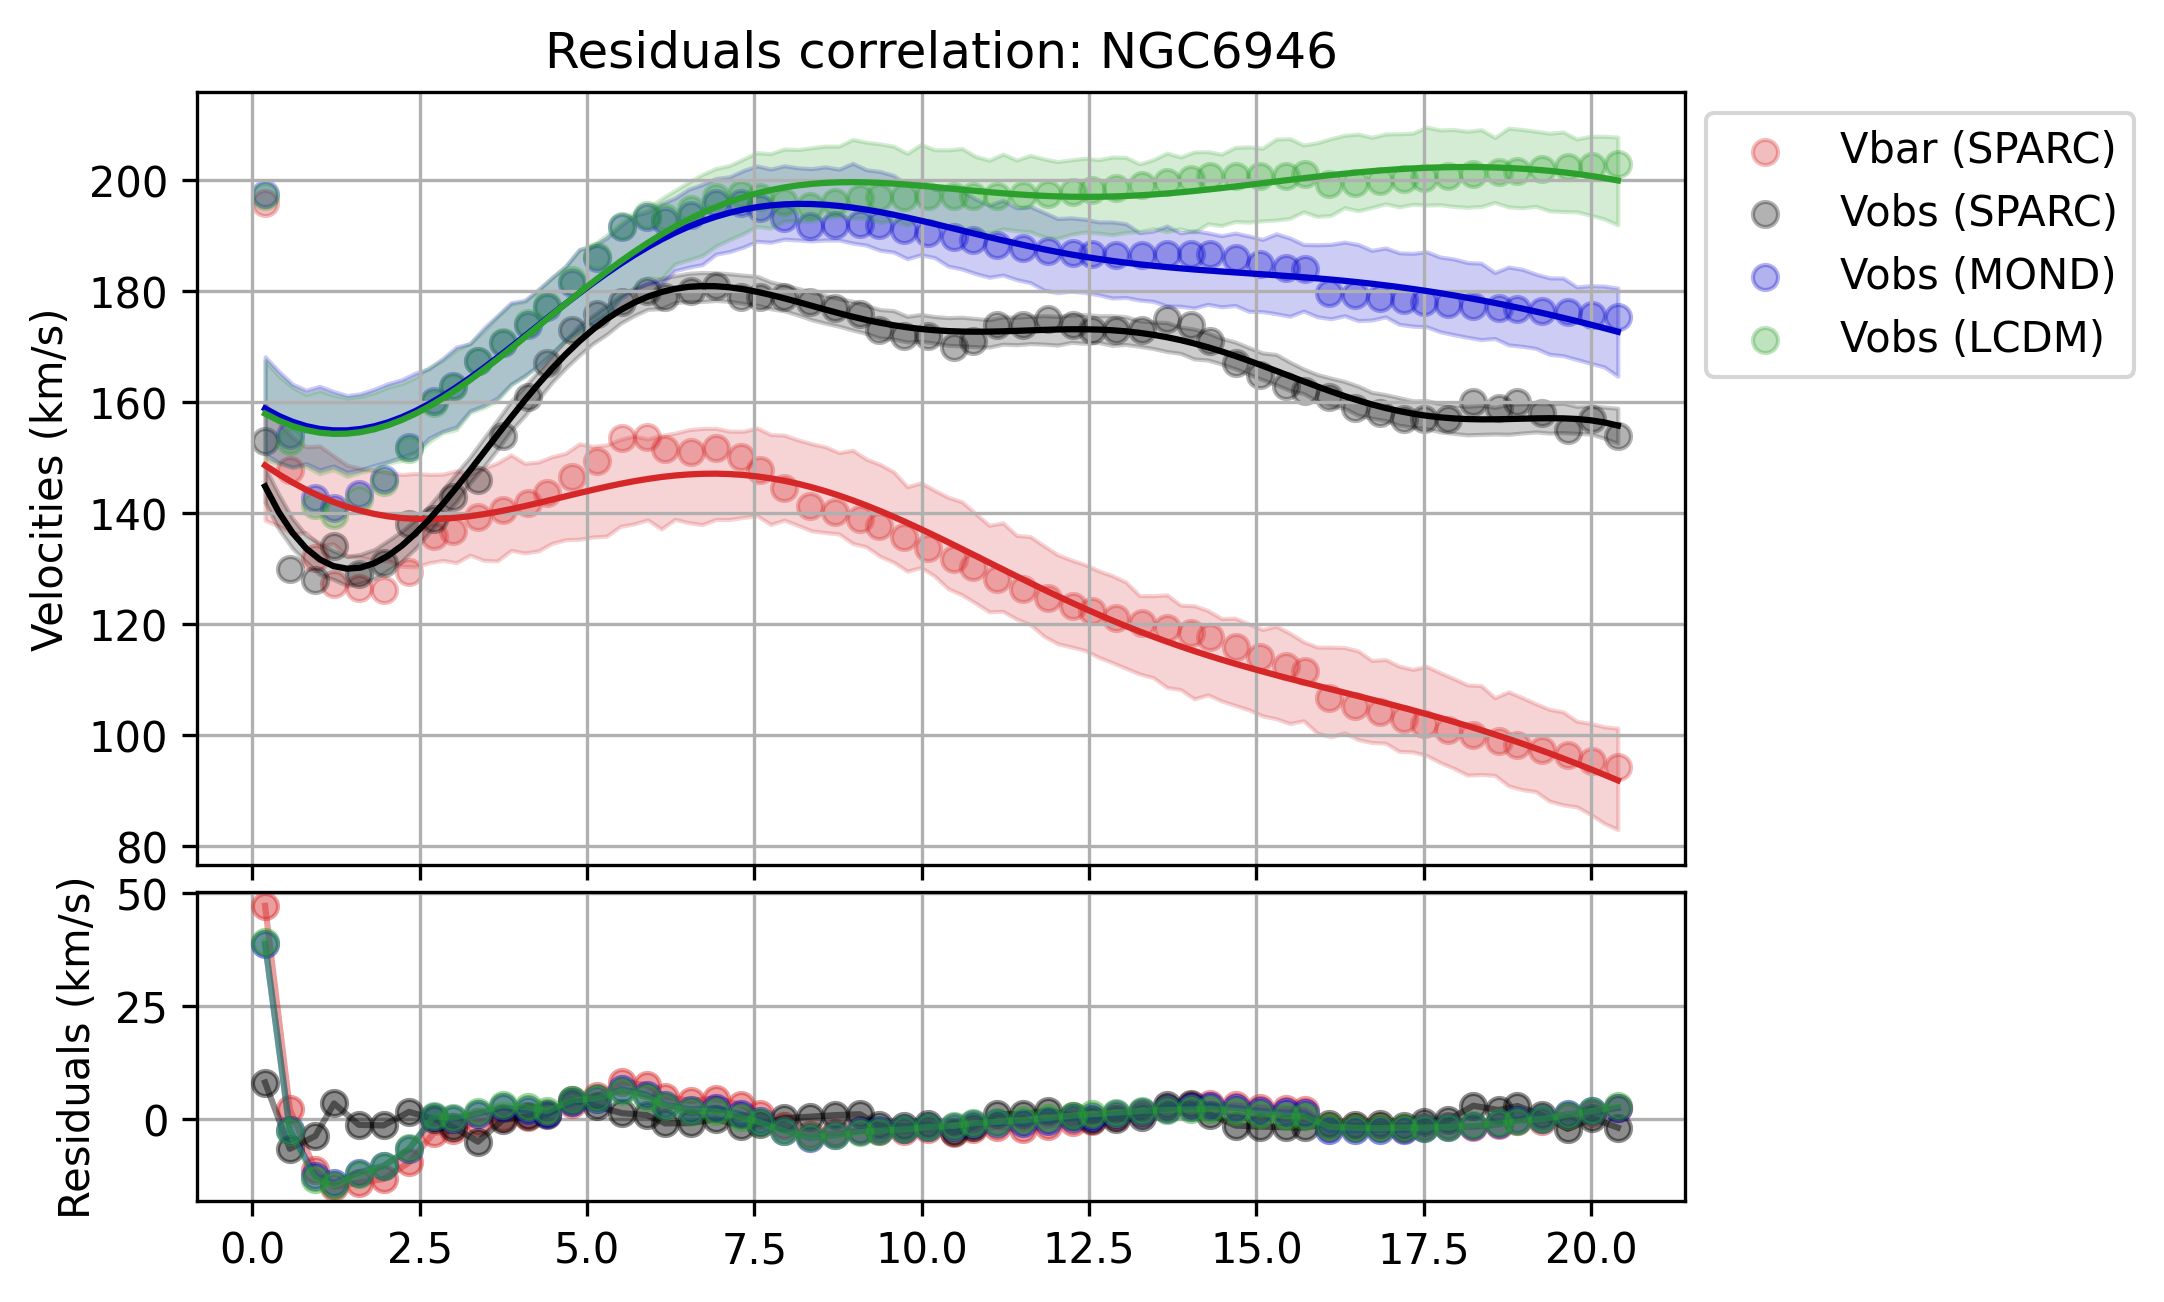 Residuals correlation: NGC6946
Velocities (km/s)
200
180
160
140
120
100
80
Vbar (SPARC)
Vobs (SPARC)
Vobs (MOND)
Vobs (LCDM)
Residuals (km/s)
50
25
0
0.0 2.5 5.0 7.5 10.0 12.5 15.0 17.5 20.0